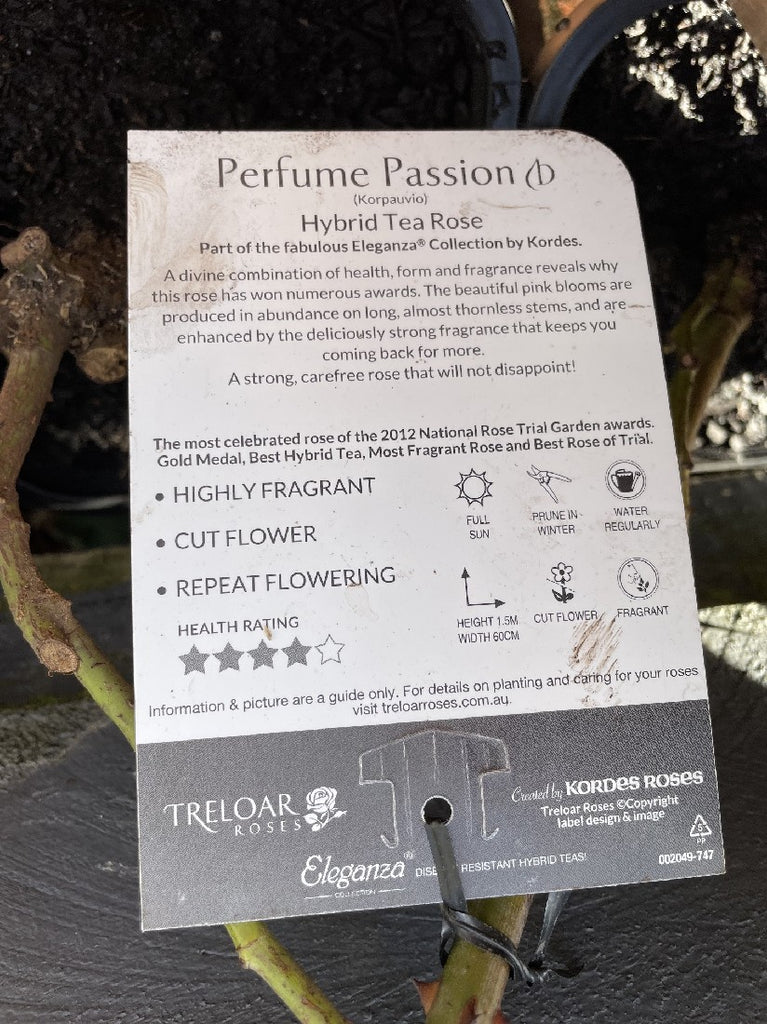 Perfume Passion
(Korpauvio)
Hybrid Tea Rose
Part of the fabulous Eleganza® Collection by Kordes.
A divine combination of health, form and fragrance reveals why
this rose has won numerous awards. The beautiful pink blooms are
produced in abundance on long, almost thornless stems, and are
enhanced by the deliciously strong fragrance that keeps you
coming back for more.
A strong, carefree rose that will not disappoint!
The most celebrated rose of the 2012 National Rose Trial Garden awards.
Gold Medal, Best Hybrid Tea, Most Fragrant Rose and Best Rose of Trial.
• HIGHLY FRAGRANT
• CUT FLOWER
• REPEAT FLOWERING
HEALTH RATING
FULL
SUN
PRUNE IN
WINTER
WATER
REGULARLY
HEIGHT 1.5M
WIDTH 60CM
CUT FLOWER
FRAGRANT
Information & picture are a guide only. For details on planting and caring for your roses
visit treloarroses.com.au.
TRELOAR
ROSES
Created by KORDES ROSES
Treloar Roses ©Copyright
label design & image
5
PP
002049-747
Eleganza®
COLLECTION
RESISTANT HYBRID TEAS!